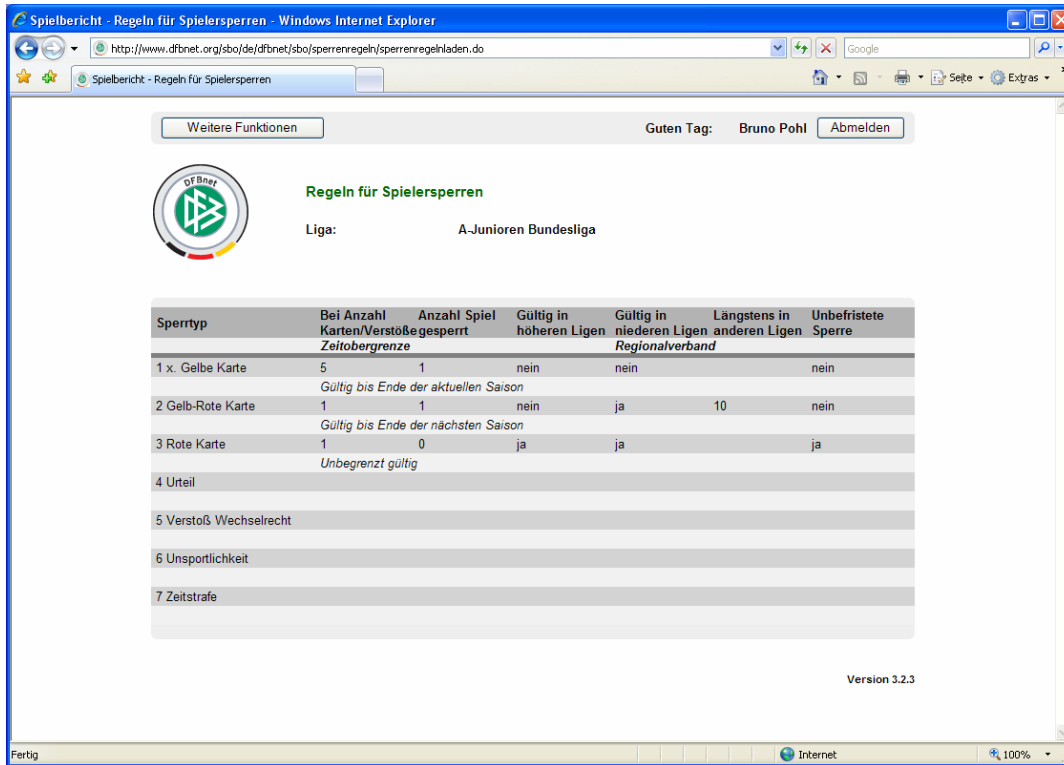 Spielbericht - Regeln für Spielersperren - Windows Internet Explorer
http://www.dfbnet.org/sbo/de/dfbnet/sbo/sperrenregeln/sperrenregelnladen.do Google
Spielbericht - Regeln für Spielersperren Seite Extras
Weitere Funktionen Guten Tag: Bruno Pohl Abmelden
DFBnet
Regeln für Spielersperren
Liga: A-Junioren Bundesliga
Sperrtyp Bei Anzahl Anzahl Spiel Gültig in Gültig in Längstens in Unbefristete
Karten/Verstöße gesperrt höheren Ligen niederen Ligen anderen Ligen Sperre
Zeitobergrenze Regionalverband
1 x. Gelbe Karte 5 1 nein nein nein
Gültig bis Ende der aktuellen Saison
2 Gelb-Rote Karte 1 1 nein ja 10 nein
Gültig bis Ende der nächsten Saison
3 Rote Karte 1 0 ja ja ja
Unbegrenzt gültig
4 Urteil
5 Verstoß Wechselrecht
6 Unsportlichkeit
7 Zeitstrafe
Version 3.2.3
Fertig Internet 100%